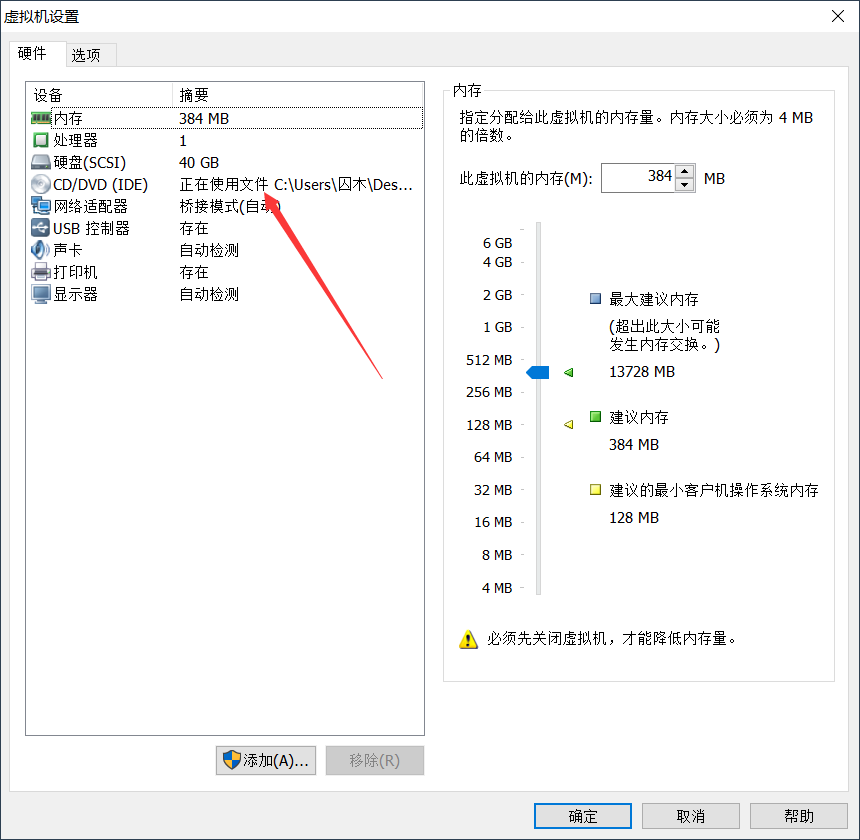 虚拟机设置
硬件 选项
设备 摘要
内存 384 MB
处理器 1
硬盘(SCSI) 40 GB
CD/DVD (IDE) 正在使用文件 C:\Users\囚木\Des...
网络适配器 桥接模式(自动)
USB 控制器 存在
声卡 自动检测
打印机 存在
显示器 自动检测
添加(A)... 移除(R)
内存
指定分配给此虚拟机的内存量。内存大小必须为 4 MB
的倍数。
此虚拟机的内存(M): 384 MB
6 GB
4 GB
2 GB
1 GB
512 MB
256 MB
128 MB
64 MB
32 MB
16 MB
8 MB
4 MB
最大建议内存
(超出此大小可能
发生内存交换。)
13728 MB
建议内存
384 MB
建议的最小客户机操作系统内存
128 MB
必须先关闭虚拟机，才能降低内存量。
确定 取消 帮助